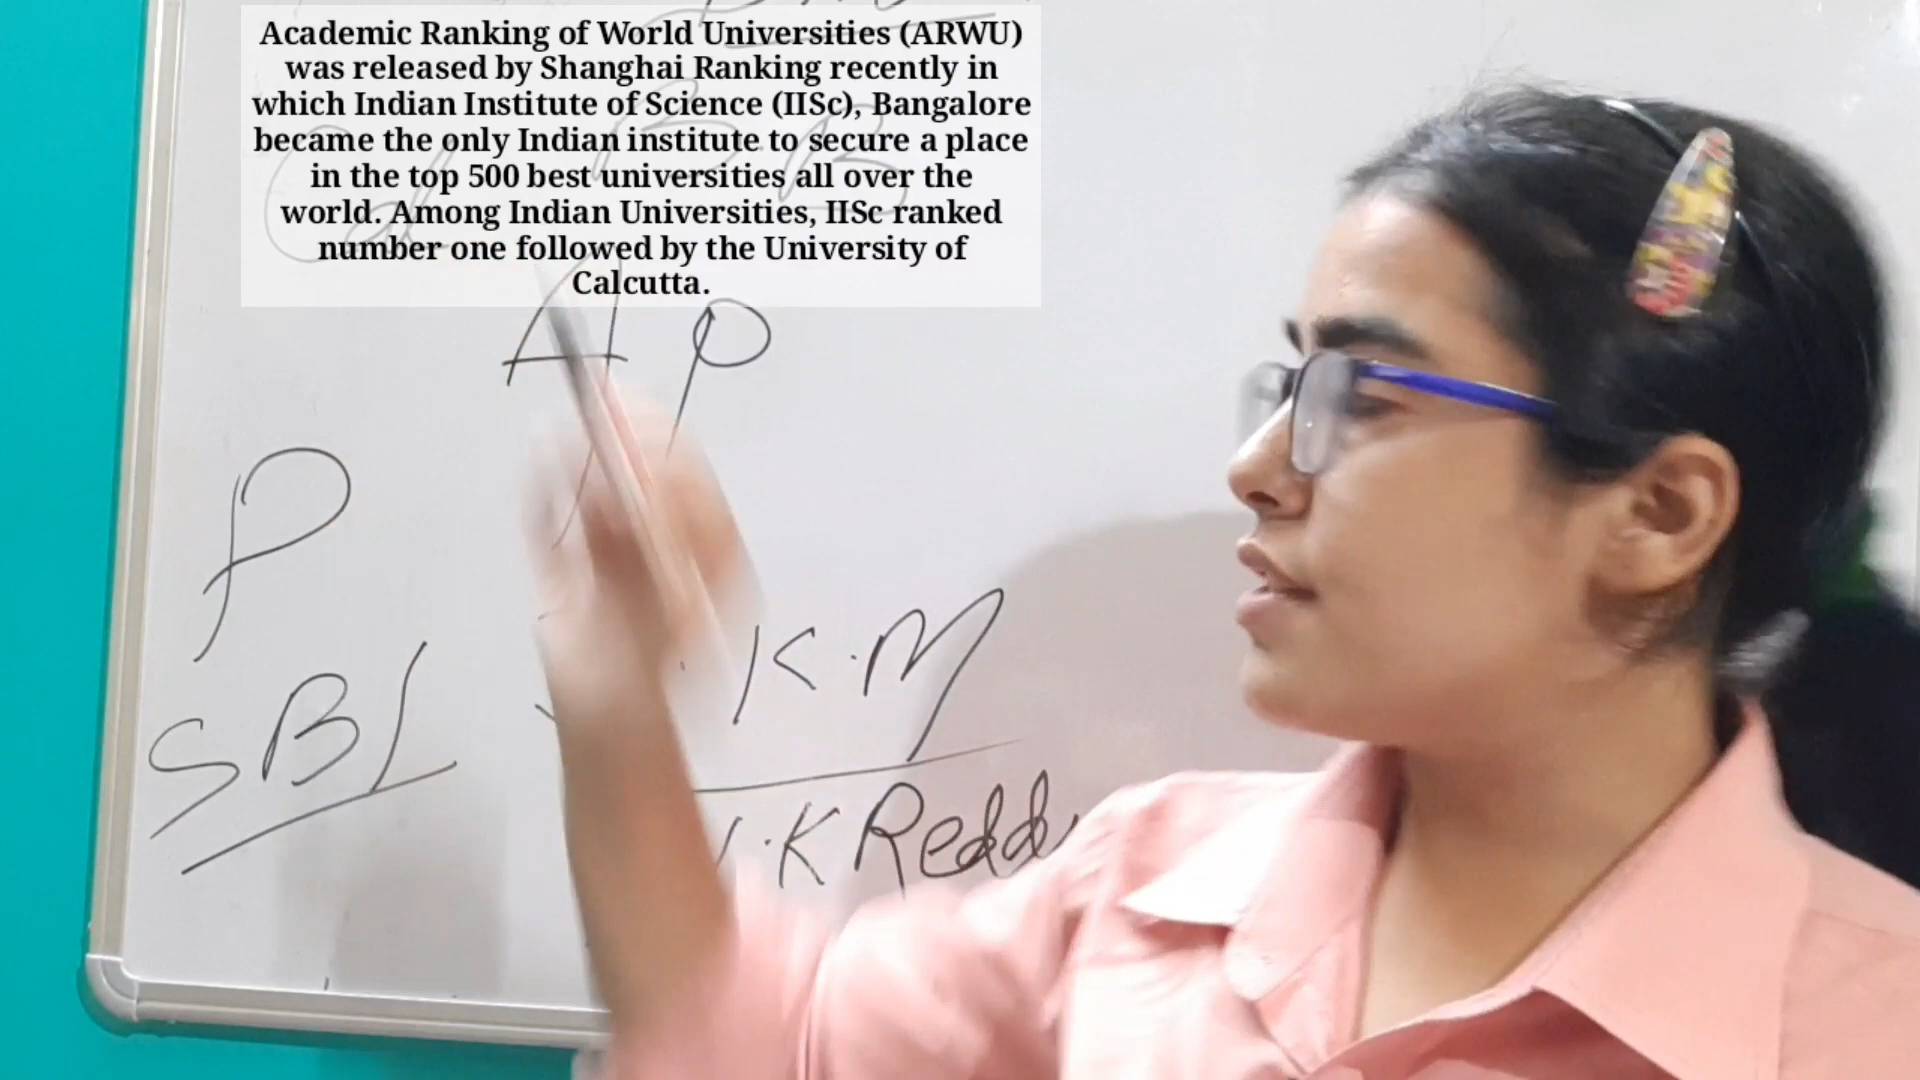 Academic Ranking of World Universities (ARWU)
was released by Shanghai Ranking recently in
which Indian Institute of Science (IISc), Bangalore
became the only Indian institute to secure a place
in the top 500 best universities all over the
world. Among Indian Universities, IISc ranked
number one followed by the University of
Calcutta.
B.B
Cal
A P
P
K.M
SBL
.K Reddy